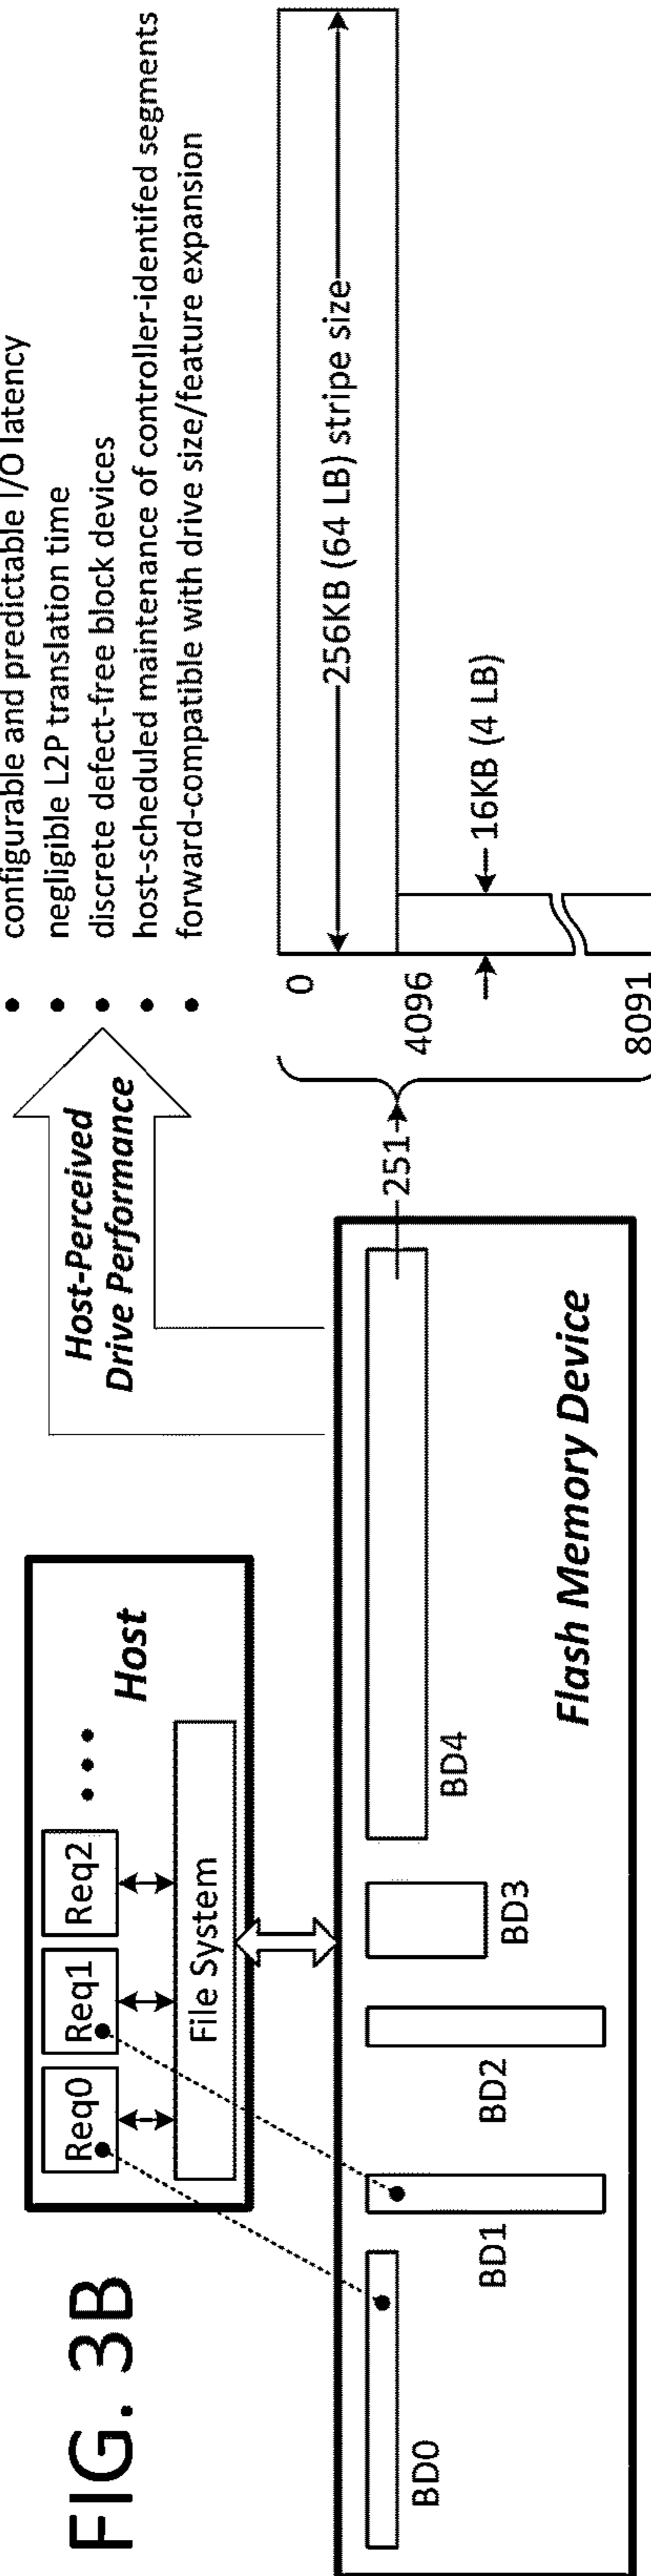 FIG. 3B
Req0
Req1
Req2
File System
Host
BD0
BD1
BD2
BD3
BD4
Flash Memory Device
Host-Perceived
Drive Performance
• configurable and predictable I/O latency
• negligible L2P translation time
• discrete defect-free block devices
• host-scheduled maintenance of controller-identifed segments
• forward-compatible with drive size/feature expansion
251
0
4096
8091
256KB (64 LB) stripe size
16KB (4 LB)